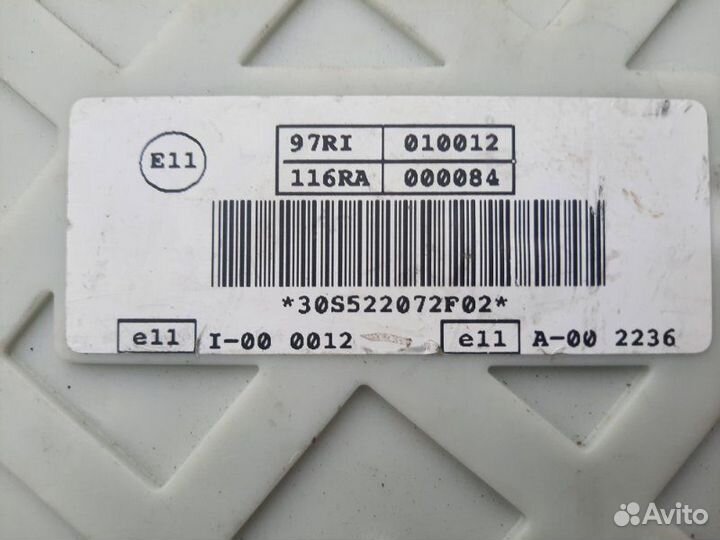 E11
97RI 010012
116RA 000084
*30S522072F02*
e11 I-00 0012 e11 A-00 2236
Avito